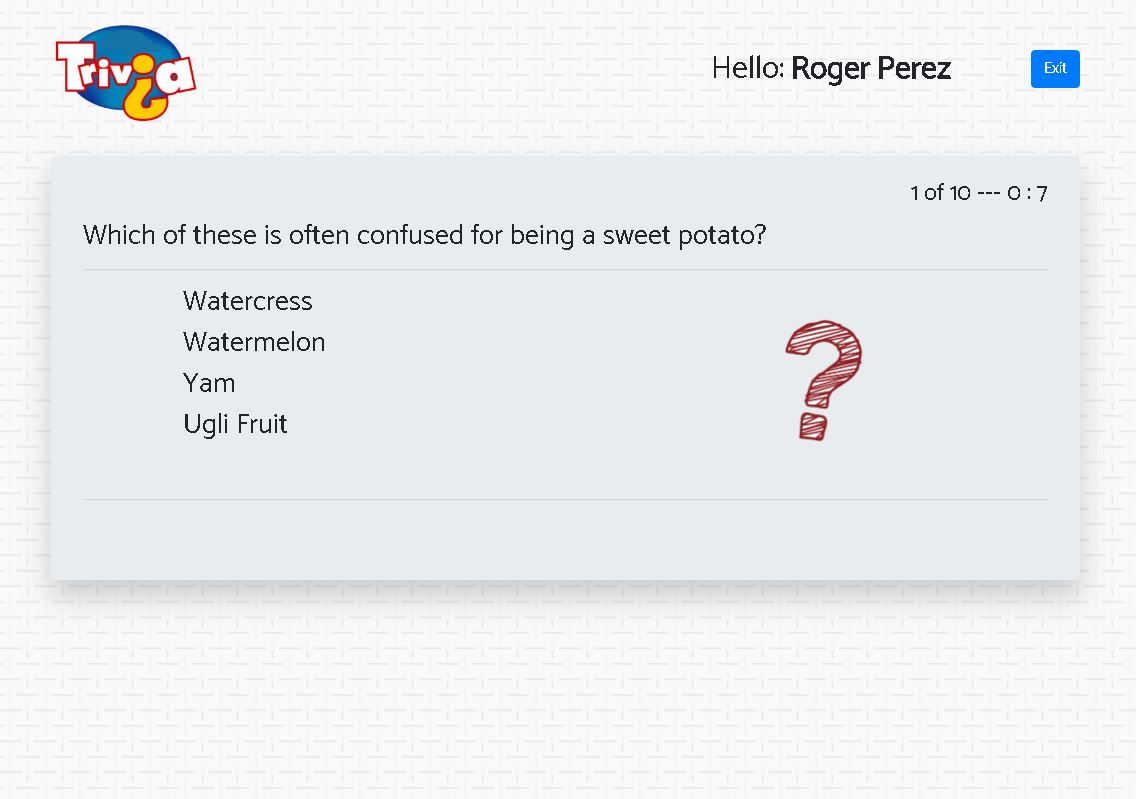 Trivia
Hello: Roger Perez
Exit
1 of 10 --- 0 : 7
Which of these is often confused for being a sweet potato?
Watercress
Watermelon
Yam
Ugli Fruit
?